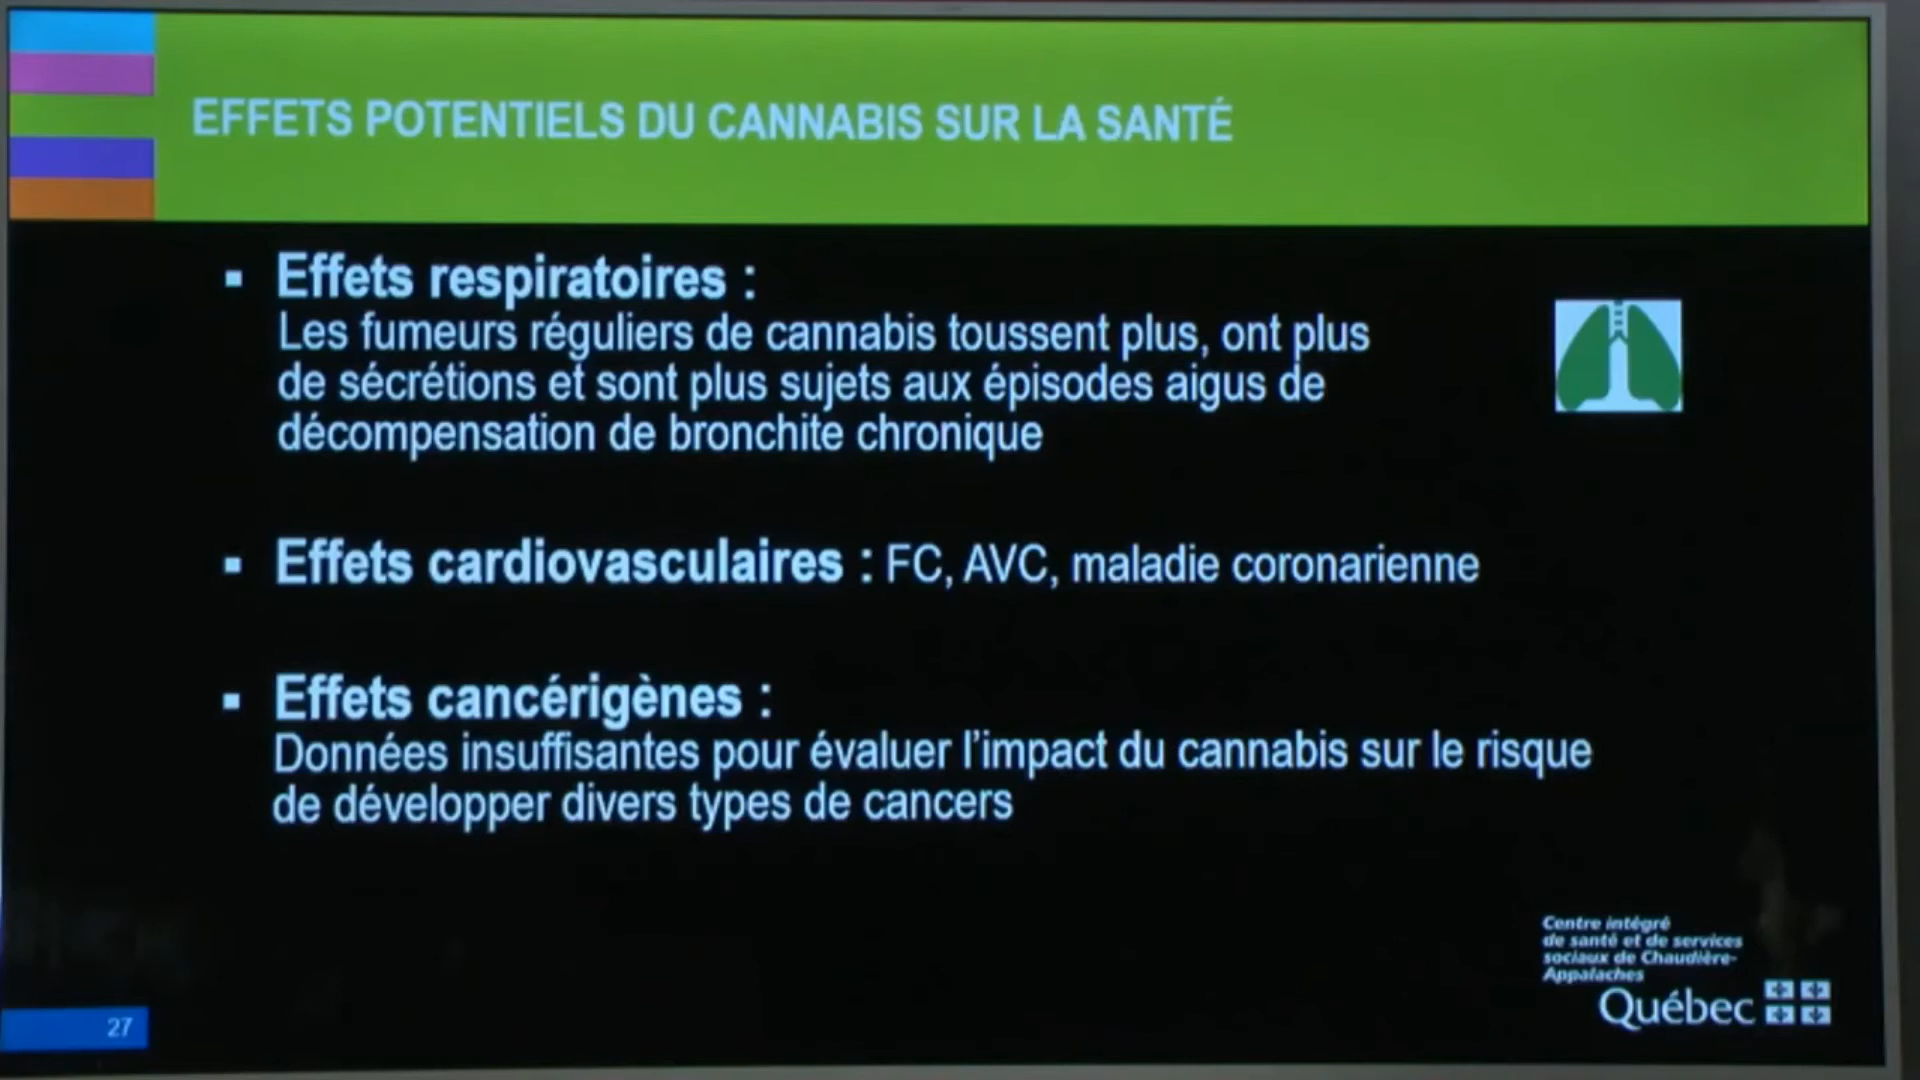 EFFETS POTENTIELS DU CANNABIS SUR LA SANTÉ
▪ Effets respiratoires :
Les fumeurs réguliers de cannabis toussent plus, ont plus
de sécrétions et sont plus sujets aux épisodes aigus de
décompensation de bronchite chronique
▪ Effets cardiovasculaires : FC, AVC, maladie coronarienne
▪ Effets cancérigènes :
Données insuffisantes pour évaluer l'impact du cannabis sur le risque
de développer divers types de cancers
Centre intégré
de santé et de services
sociaux de Chaudière-
Appalaches
Québec
27